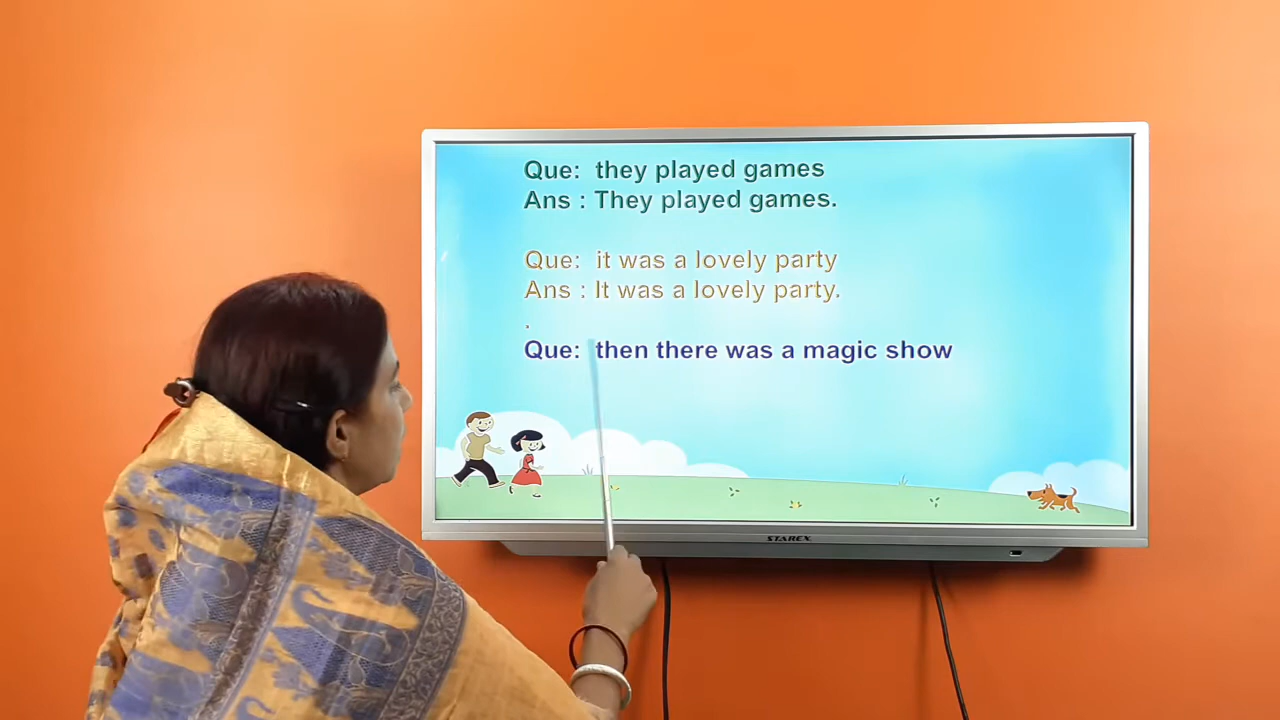 Que: they played games
Ans : They played games.
Que: it was a lovely party
Ans : It was a lovely party.
.
Que: then there was a magic show
STAREX